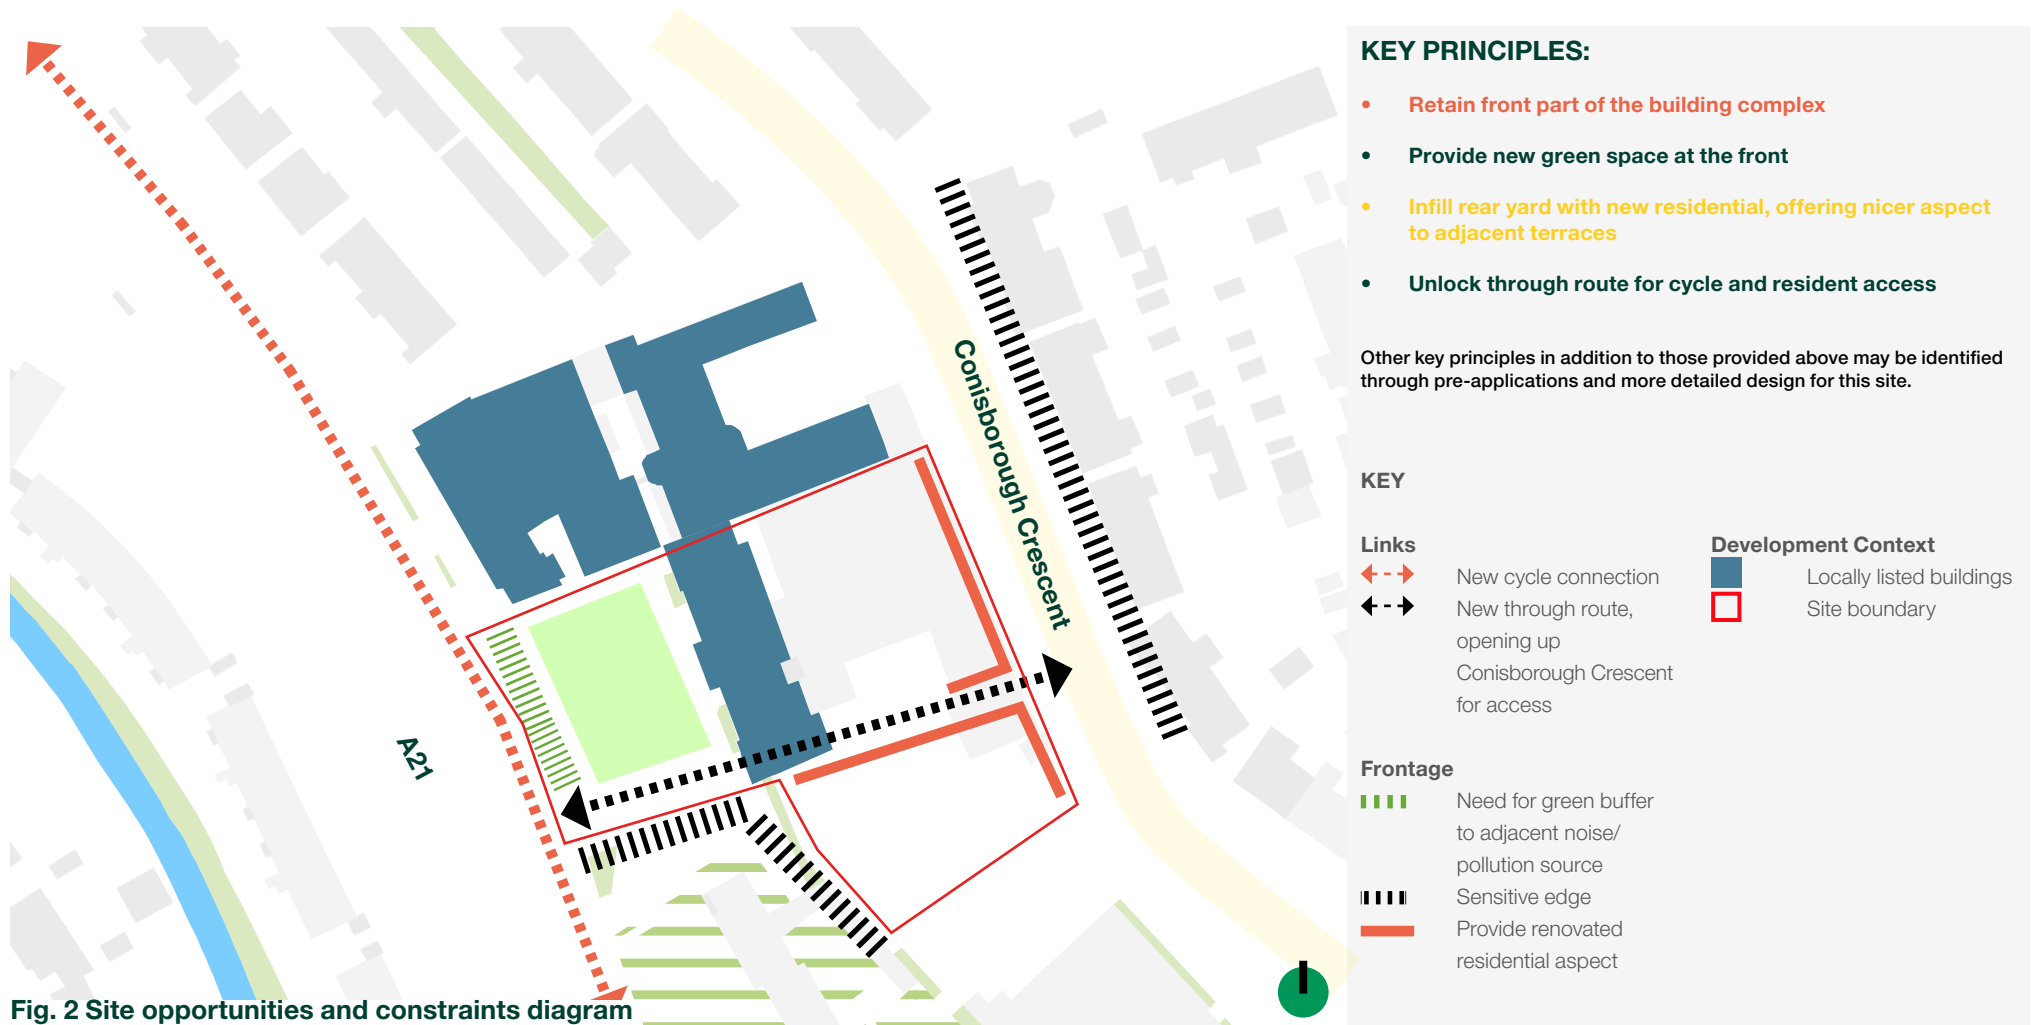 KEY PRINCIPLES:
• Retain front part of the building complex
• Provide new green space at the front
• Infill rear yard with new residential, offering nicer aspect
to adjacent terraces
• Unlock through route for cycle and resident access
Other key principles in addition to those provided above may be identified
through pre-applications and more detailed design for this site.
KEY
Links
New cycle connection
New through route,
opening up
Conisborough Crescent
for access
Development Context
Locally listed buildings
Site boundary
Frontage
Need for green buffer
to adjacent noise/
pollution source
Sensitive edge
Provide renovated
residential aspect
Conisborough Crescent
A21
Fig. 2 Site opportunities and constraints diagram